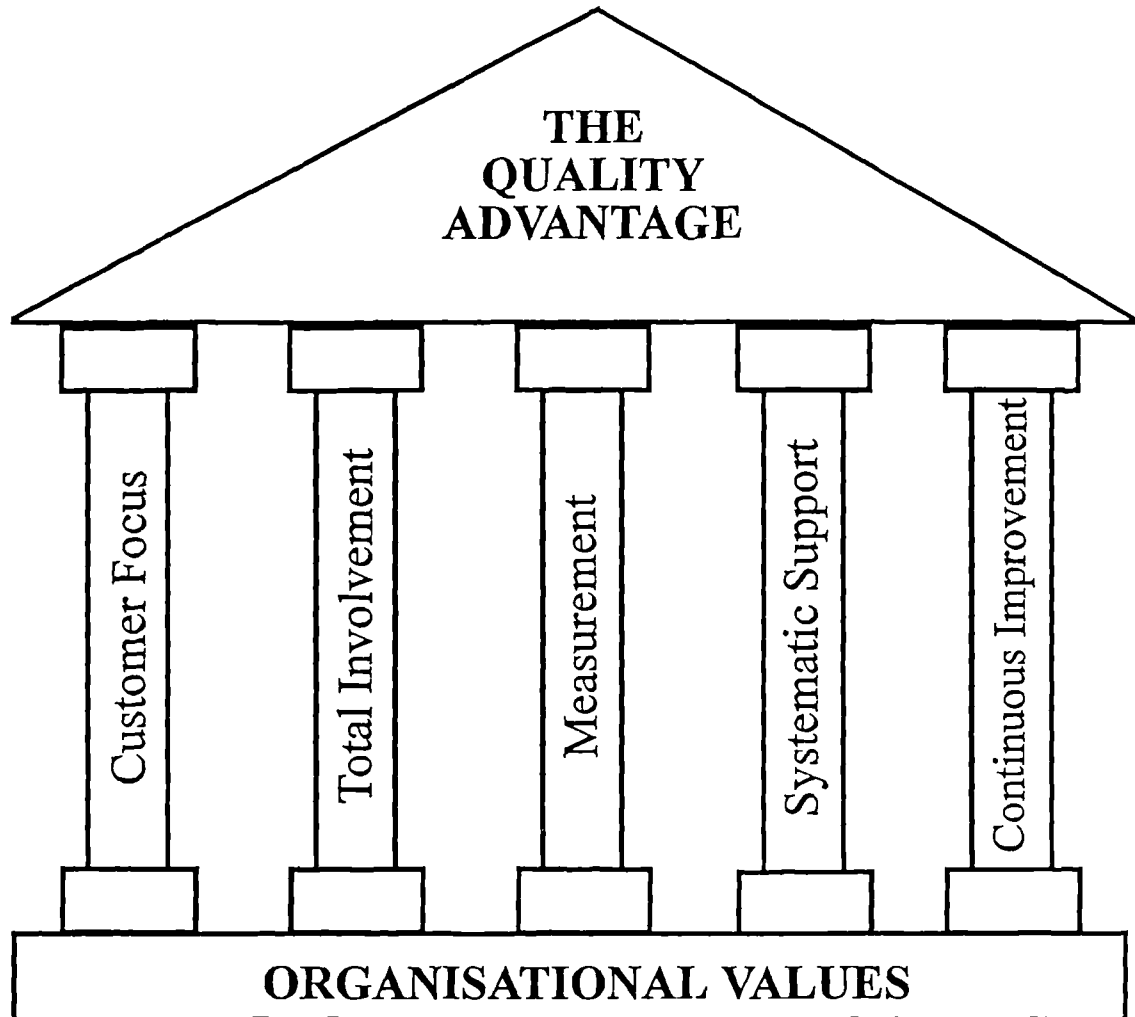 THE
QUALITY
ADVANTAGE
Customer Focus
Total Involvement
Measurement
Systematic Support
Continuous Improvement
ORGANISATIONAL VALUES